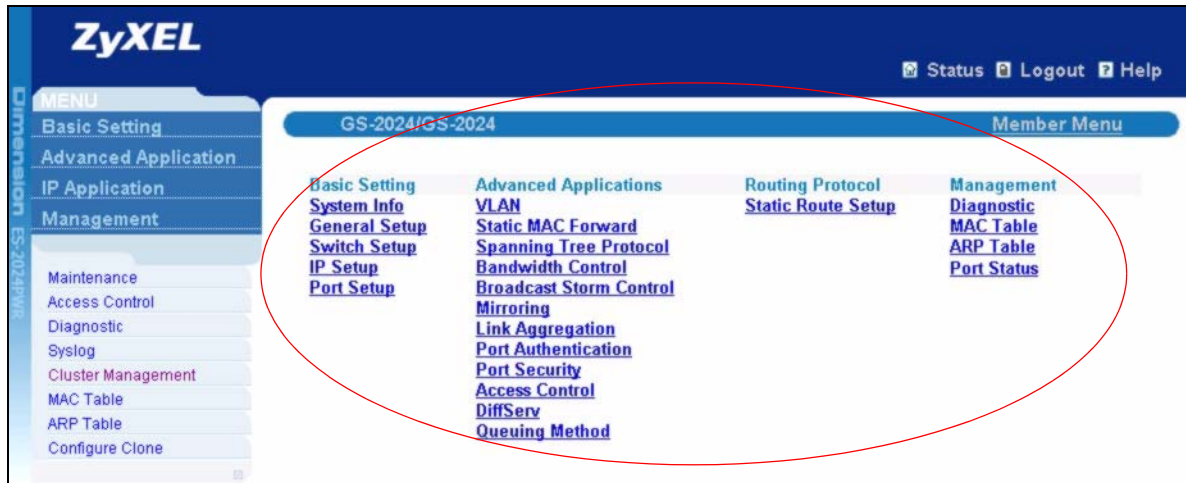 ZyXEL
Status Logout Help
Dimension ES-2024PWR
MENU
Basic Setting
Advanced Application
IP Application
Management
Maintenance
Access Control
Diagnostic
Syslog
Cluster Management
MAC Table
ARP Table
Configure Clone
GS-2024/GS-2024 Member Menu
Basic Setting
System Info
General Setup
Switch Setup
IP Setup
Port Setup
Advanced Applications
VLAN
Static MAC Forward
Spanning Tree Protocol
Bandwidth Control
Broadcast Storm Control
Mirroring
Link Aggregation
Port Authentication
Port Security
Access Control
DiffServ
Queuing Method
Routing Protocol
Static Route Setup
Management
Diagnostic
MAC Table
ARP Table
Port Status